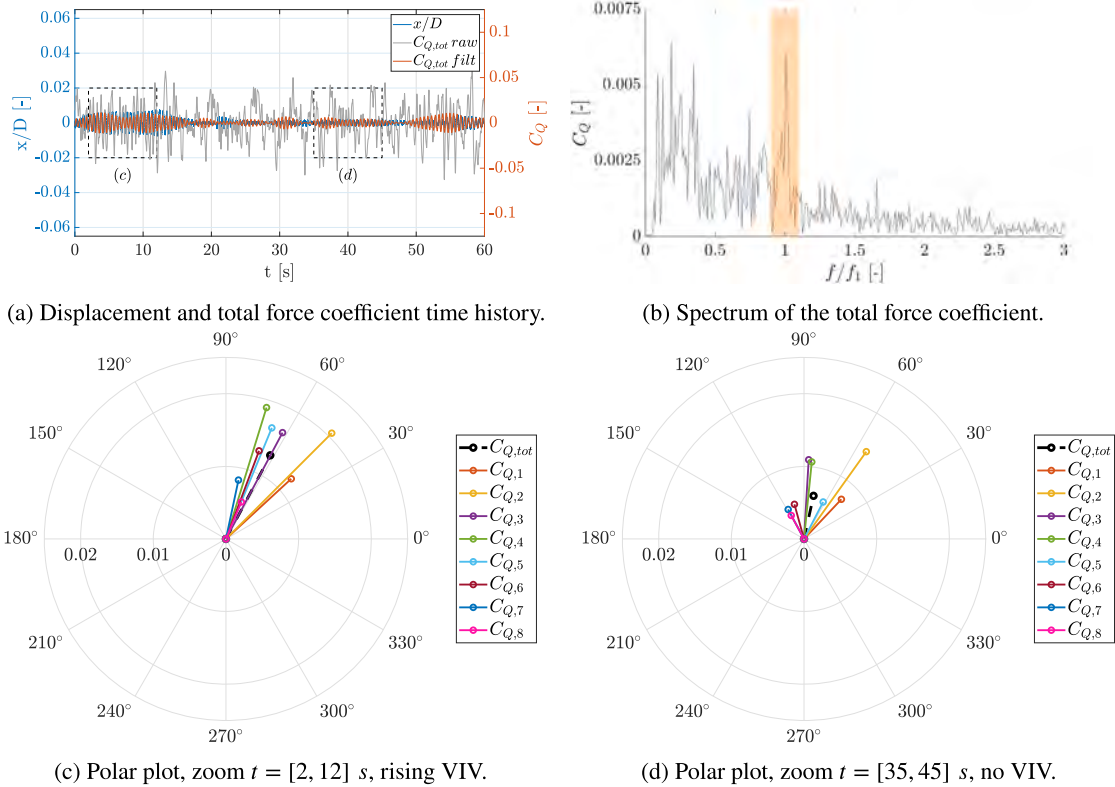 0.06
0.04
0.02
0
-0.02
-0.04
-0.06
x/D [-]
0.1
0.05
0
-0.05
-0.1
C_Q [-]
x/D
C_{Q,tot} raw
C_{Q,tot} filt
(c)
(d)
0 10 20 30 40 50 60
t [s]
0.0075
0.005
0.0025
0
C_Q [-]
0 0.5 1 1.5 2 2.5 3
f/f_1 [-]
(a) Displacement and total force coefficient time history.
(b) Spectrum of the total force coefficient.
90°
120° 60°
150° 30°
180° 0.02 0.01 0 0°
210° 330°
240° 300°
270°
C_{Q,tot}
C_{Q,1}
C_{Q,2}
C_{Q,3}
C_{Q,4}
C_{Q,5}
C_{Q,6}
C_{Q,7}
C_{Q,8}
90°
120° 60°
150° 30°
180° 0.02 0.01 0 0°
210° 330°
240° 300°
270°
C_{Q,tot}
C_{Q,1}
C_{Q,2}
C_{Q,3}
C_{Q,4}
C_{Q,5}
C_{Q,6}
C_{Q,7}
C_{Q,8}
(c) Polar plot, zoom t = [2, 12] s, rising VIV.
(d) Polar plot, zoom t = [35, 45] s, no VIV.